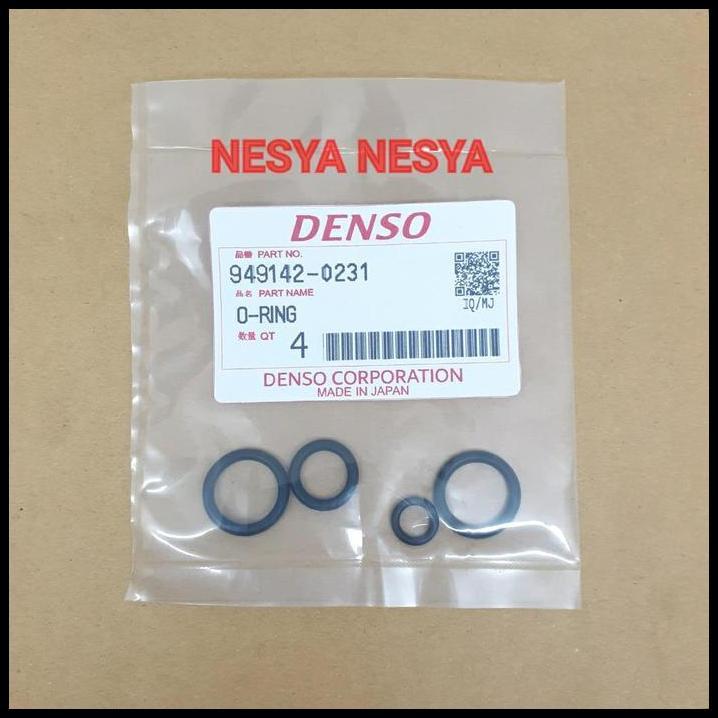 NESYA NESYA
DENSO
品番 PART NO.
949142-0231
品名 PART NAME
O-RING
IQ/MJ
数量 QT 4
DENSO CORPORATION
MADE IN JAPAN